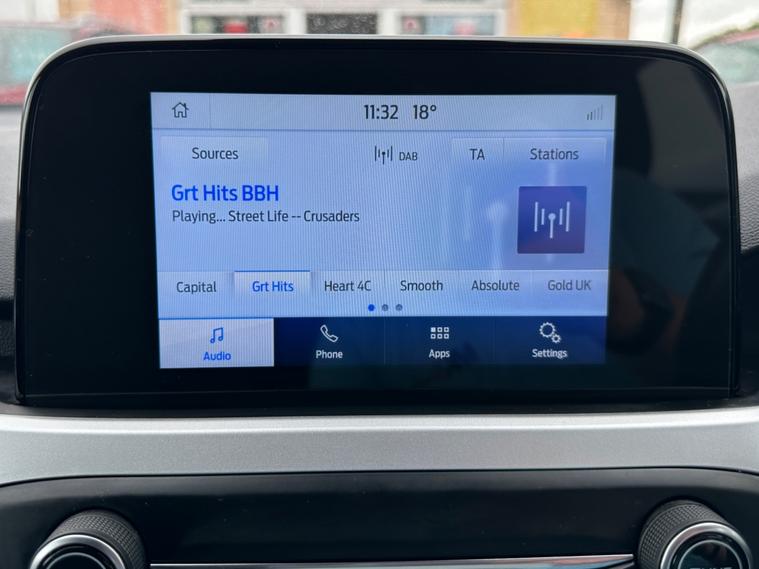 11:32 18°
Sources DAB TA Stations
Grt Hits BBH
Playing... Street Life -- Crusaders
Capital Grt Hits Heart 4C Smooth Absolute Gold UK
Audio Phone Apps Settings